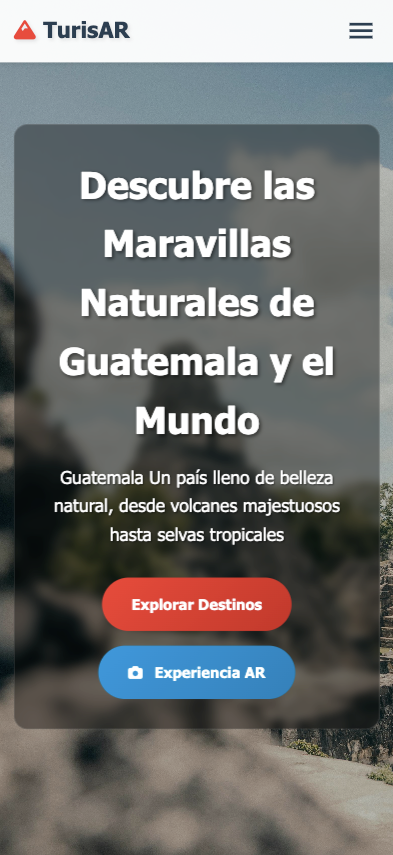 TurisAR
Descubre las
Maravillas
Naturales de
Guatemala y el
Mundo
Guatemala Un país lleno de belleza
natural, desde volcanes majestuosos
hasta selvas tropicales
Explorar Destinos
Experiencia AR